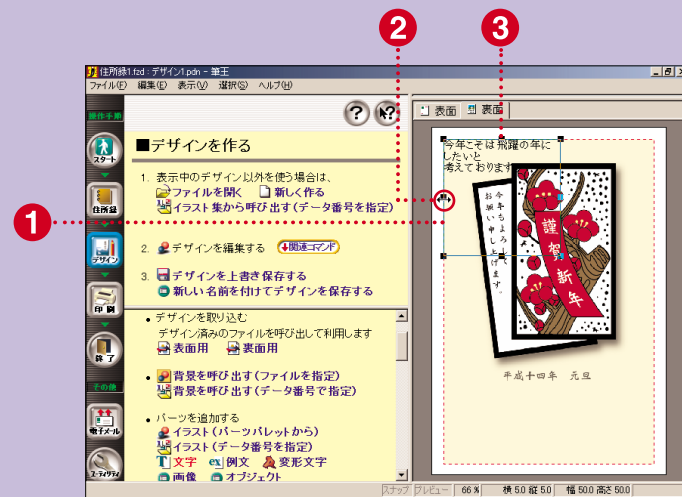 2
3
1
住所録1.fzd : デザイン1.pdn - 筆王
ファイル(F) 編集(E) 表示(V) 選択(S) ヘルプ(H)
操作手順
スタート
住所録
デザイン
印刷
終了
その他
電子メール
ユーティリティ
■デザインを作る
1. 表示中のデザイン以外を使う場合は、
ファイルを開く 新しく作る
イラスト集から呼び出す(データ番号を指定)
2. デザインを編集する 関連コマンド
3. デザインを上書き保存する
新しい名前を付けてデザインを保存する
• デザインを取り込む
デザイン済みのファイルを呼び出して利用します
表面用 裏面用
• 背景を呼び出す(ファイルを指定)
背景を呼び出す(データ番号で指定)
• パーツを追加する
イラスト(パーツパレットから)
イラスト(データ番号を指定)
T 文字 ex 例文 A 変形文字
画像 オブジェクト
表面 裏面
今年こそは飛躍の年に
したいと
考えております
今年もよろしく
お願い申し上げます。
謹賀新年
平成十四年 元旦
スナップ プレビュー 66 % 横 5.0 縦 5.0 幅 50.0 高さ 50.0